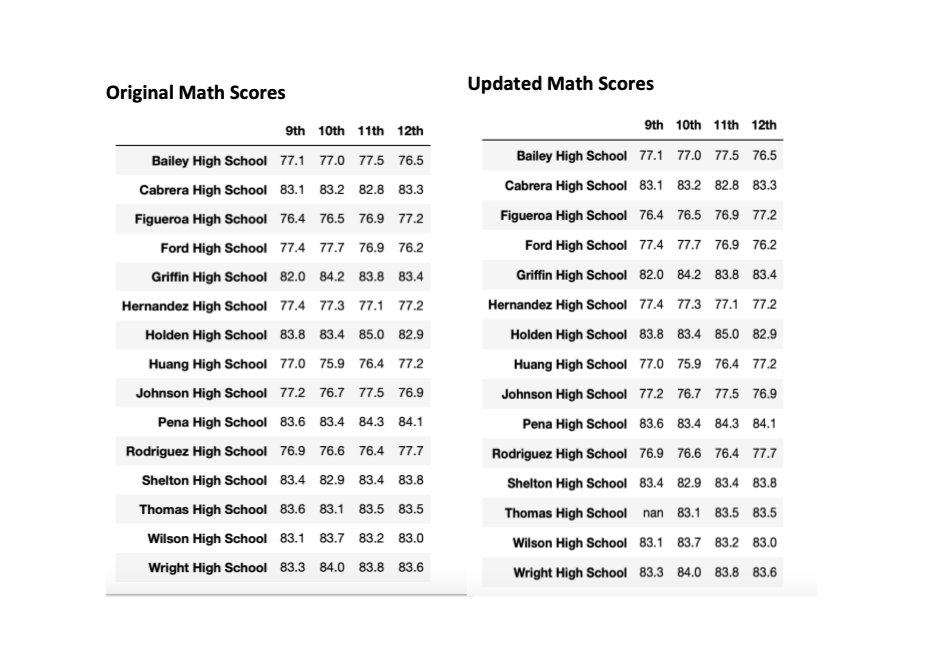 Original Math Scores
9th 10th 11th 12th
Bailey High School 77.1 77.0 77.5 76.5
Cabrera High School 83.1 83.2 82.8 83.3
Figueroa High School 76.4 76.5 76.9 77.2
Ford High School 77.4 77.7 76.9 76.2
Griffin High School 82.0 84.2 83.8 83.4
Hernandez High School 77.4 77.3 77.1 77.2
Holden High School 83.8 83.4 85.0 82.9
Huang High School 77.0 75.9 76.4 77.2
Johnson High School 77.2 76.7 77.5 76.9
Pena High School 83.6 83.4 84.3 84.1
Rodriguez High School 76.9 76.6 76.4 77.7
Shelton High School 83.4 82.9 83.4 83.8
Thomas High School 83.6 83.1 83.5 83.5
Wilson High School 83.1 83.7 83.2 83.0
Wright High School 83.3 84.0 83.8 83.6
Updated Math Scores
9th 10th 11th 12th
Bailey High School 77.1 77.0 77.5 76.5
Cabrera High School 83.1 83.2 82.8 83.3
Figueroa High School 76.4 76.5 76.9 77.2
Ford High School 77.4 77.7 76.9 76.2
Griffin High School 82.0 84.2 83.8 83.4
Hernandez High School 77.4 77.3 77.1 77.2
Holden High School 83.8 83.4 85.0 82.9
Huang High School 77.0 75.9 76.4 77.2
Johnson High School 77.2 76.7 77.5 76.9
Pena High School 83.6 83.4 84.3 84.1
Rodriguez High School 76.9 76.6 76.4 77.7
Shelton High School 83.4 82.9 83.4 83.8
Thomas High School nan 83.1 83.5 83.5
Wilson High School 83.1 83.7 83.2 83.0
Wright High School 83.3 84.0 83.8 83.6